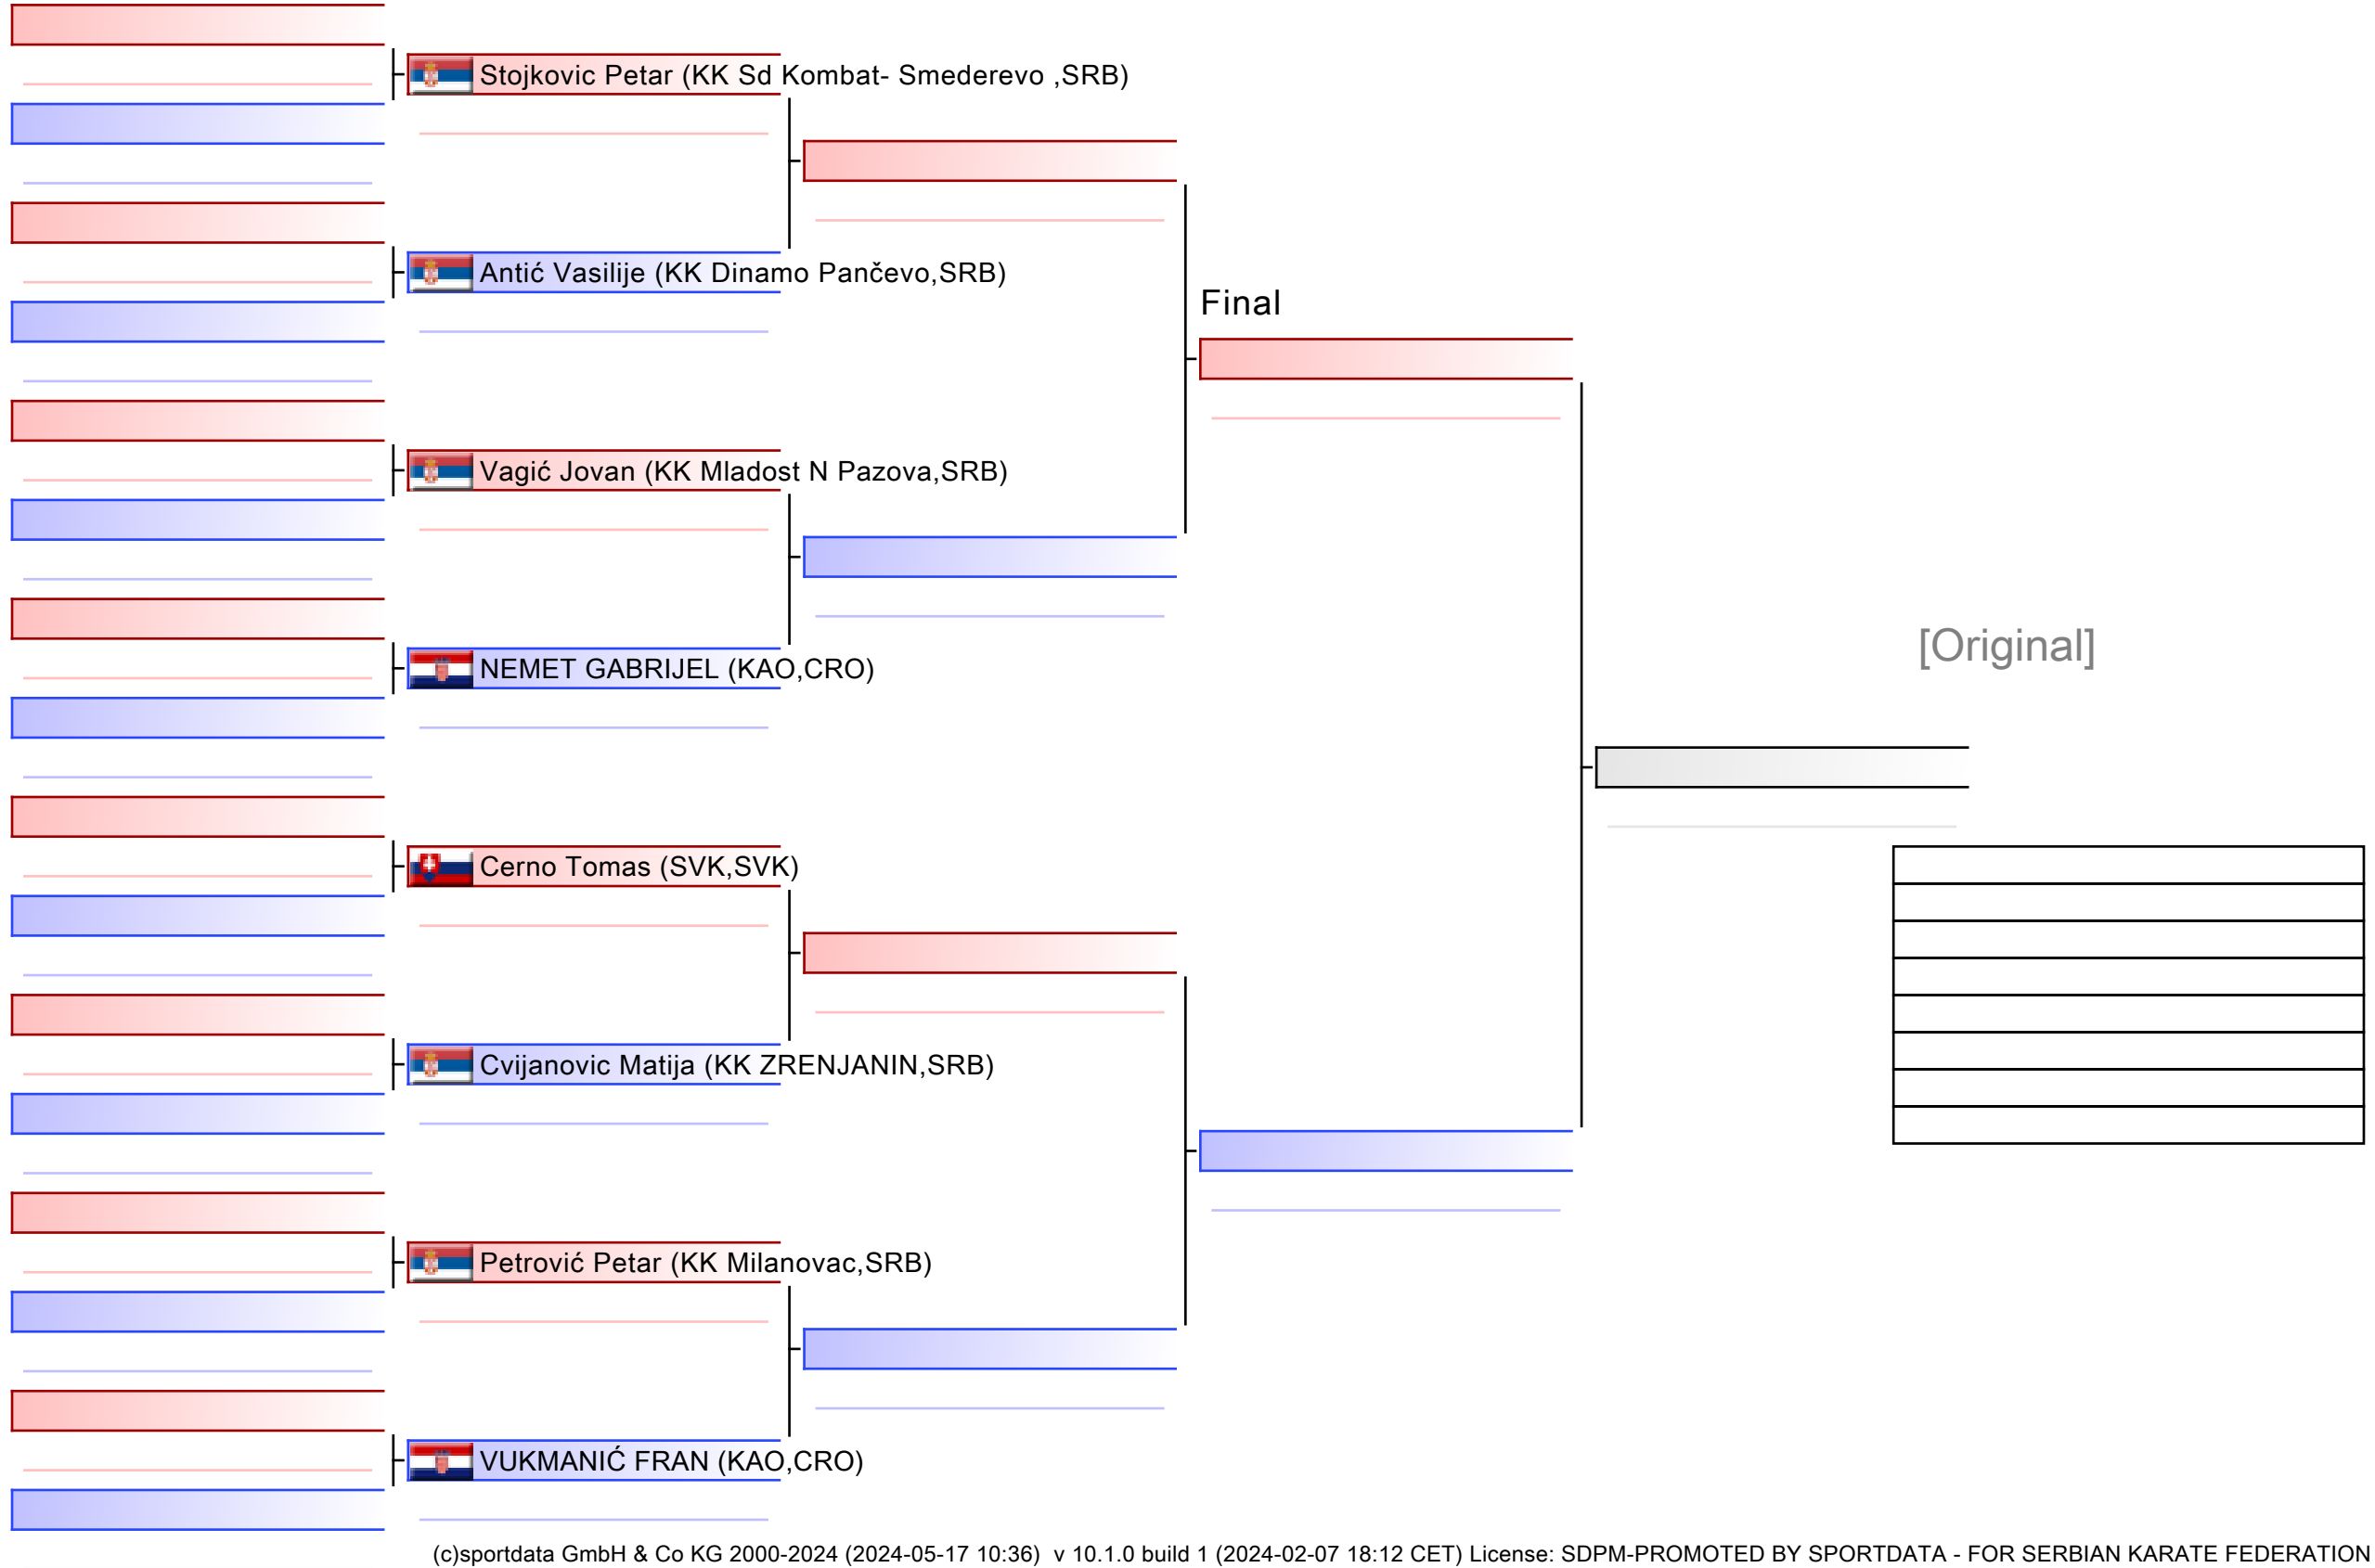 Stojkovic Petar (KK Sd Kombat- Smederevo ,SRB)
Antić Vasilije (KK Dinamo Pančevo,SRB)
Final
Vagić Jovan (KK Mladost N Pazova,SRB)
[Original]
NEMET GABRIJEL (KAO,CRO)
Cerno Tomas (SVK,SVK)
Cvijanovic Matija (KK ZRENJANIN,SRB)
Petrović Petar (KK Milanovac,SRB)
VUKMANIĆ FRAN (KAO,CRO)
(c)sportdata GmbH & Co KG 2000-2024 (2024-05-17 10:36) v 10.1.0 build 1 (2024-02-07 18:12 CET) License: SDPM-PROMOTED BY SPORTDATA - FOR SERBIAN KARATE FEDERATION